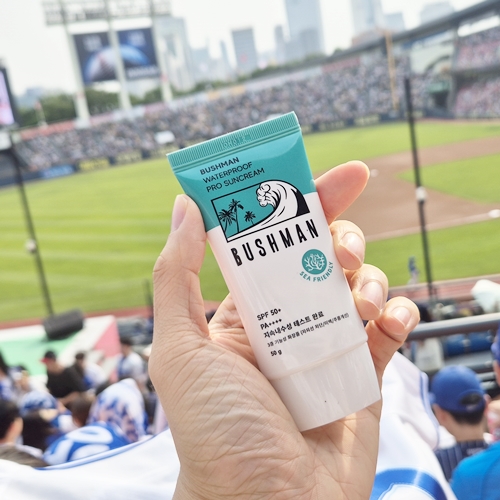 BUSHMAN
WATERPROOF
PRO SUNCREAM
BUSHMAN
SEA FRIENDLY
SPF 50+
PA++++
지속내수성 테스트 완료
50 g